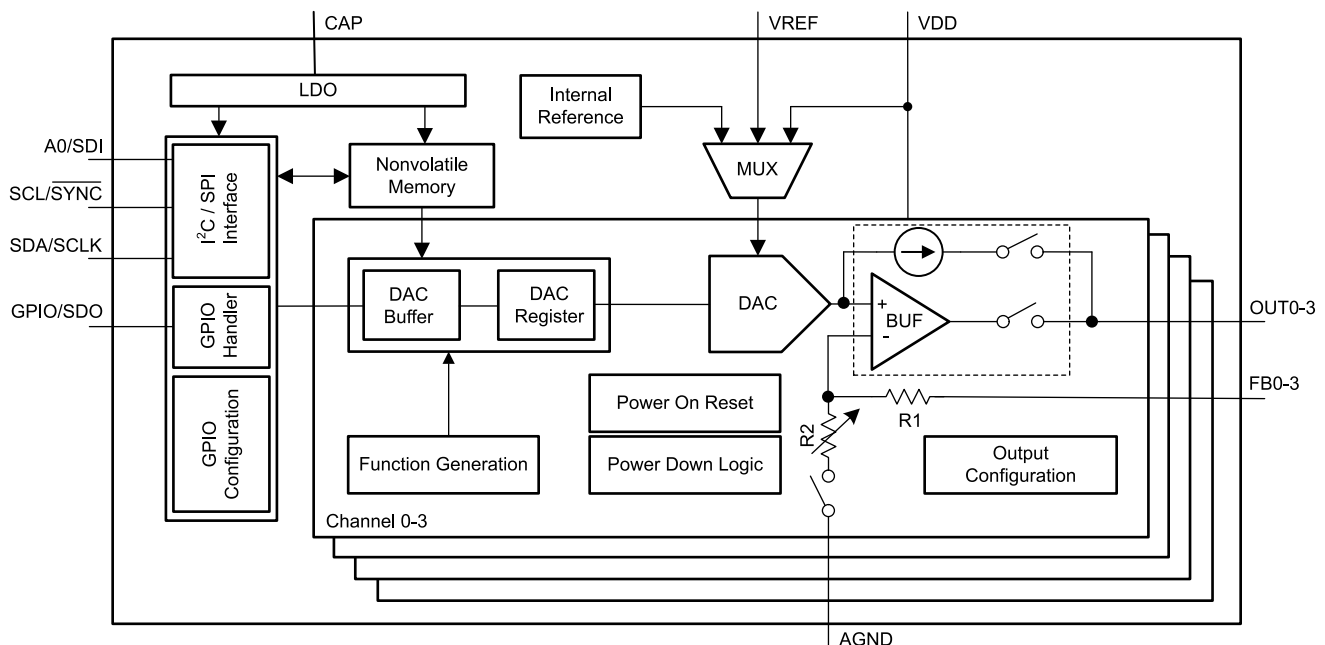 CAP
VREF
VDD
LDO
Internal
Reference
A0/SDI
SCL/SYNC
SDA/SCLK
GPIO/SDO
I²C / SPI
Interface
Nonvolatile
Memory
MUX
GPIO
Handler
GPIO
Configuration
DAC
Buffer
DAC
Register
DAC
+
BUF
-
OUT0-3
FB0-3
R1
R2
Power On Reset
Function Generation
Power Down Logic
Output
Configuration
Channel 0-3
AGND